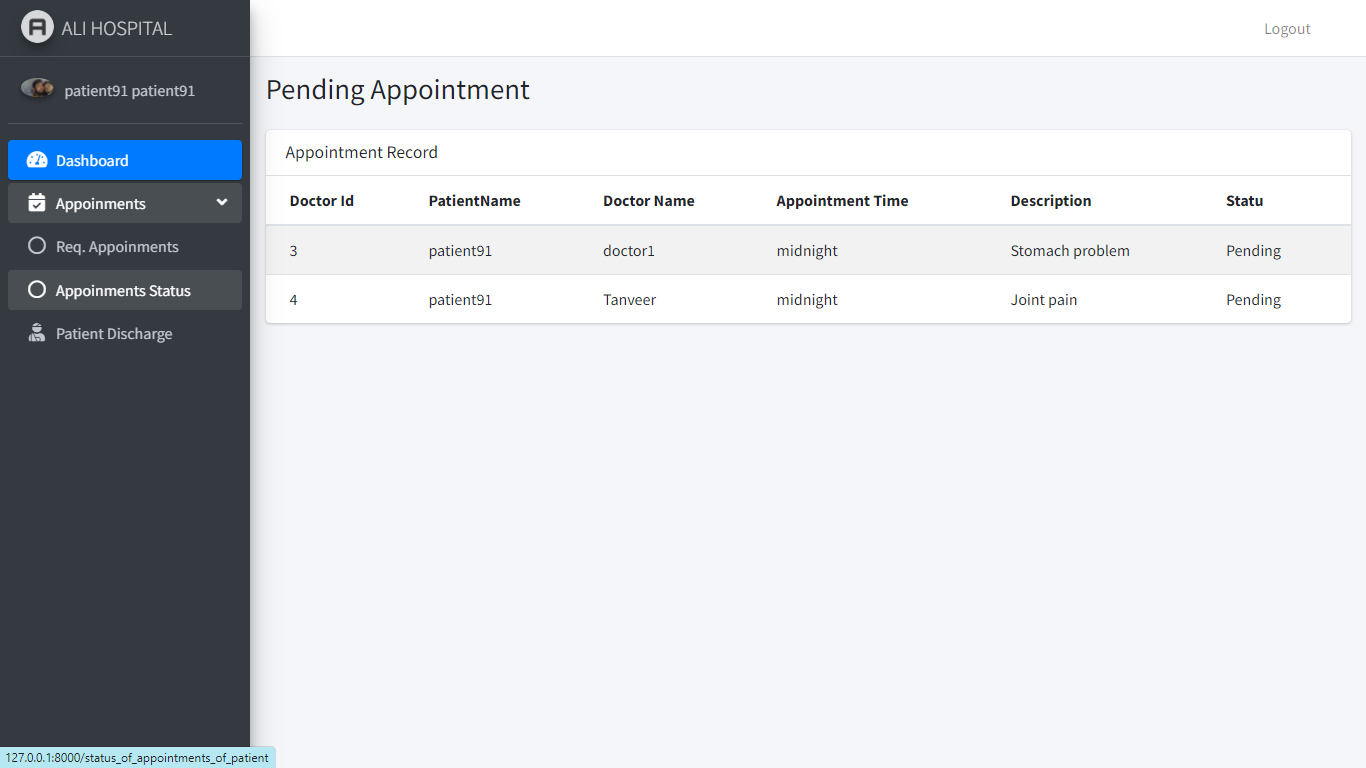 ALI HOSPITAL
Logout
patient91 patient91
Dashboard
Appoinments
Req. Appoinments
Appoinments Status
Patient Discharge
Pending Appointment
Appointment Record
Doctor Id PatientName Doctor Name Appointment Time Description Statu
3 patient91 doctor1 midnight Stomach problem Pending
4 patient91 Tanveer midnight Joint pain Pending
127.0.0.1:8000/status_of_appointments_of_patient